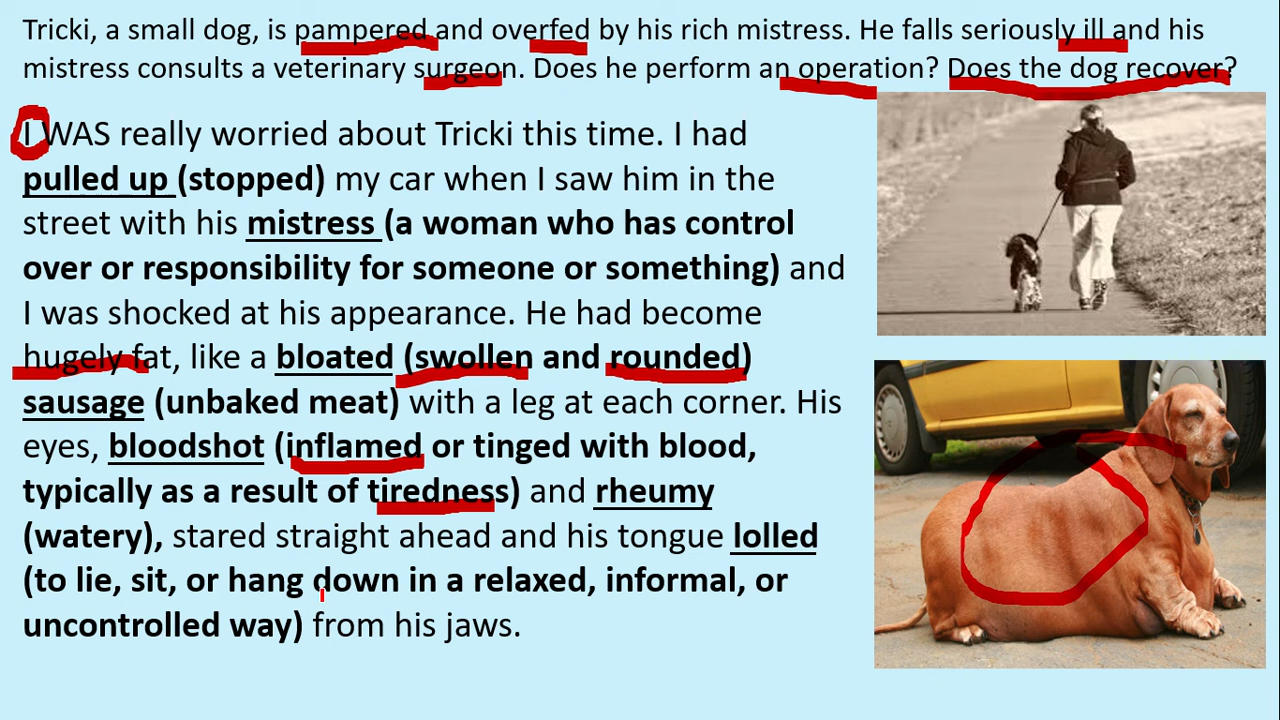 Tricki, a small dog, is pampered and overfed by his rich mistress. He falls seriously ill and his
mistress consults a veterinary surgeon. Does he perform an operation? Does the dog recover?
I WAS really worried about Tricki this time. I had
pulled up (stopped) my car when I saw him in the
street with his mistress (a woman who has control
over or responsibility for someone or something) and
I was shocked at his appearance. He had become
hugely fat, like a bloated (swollen and rounded)
sausage (unbaked meat) with a leg at each corner. His
eyes, bloodshot (inflamed or tinged with blood,
typically as a result of tiredness) and rheumy
(watery), stared straight ahead and his tongue lolled
(to lie, sit, or hang down in a relaxed, informal, or
uncontrolled way) from his jaws.